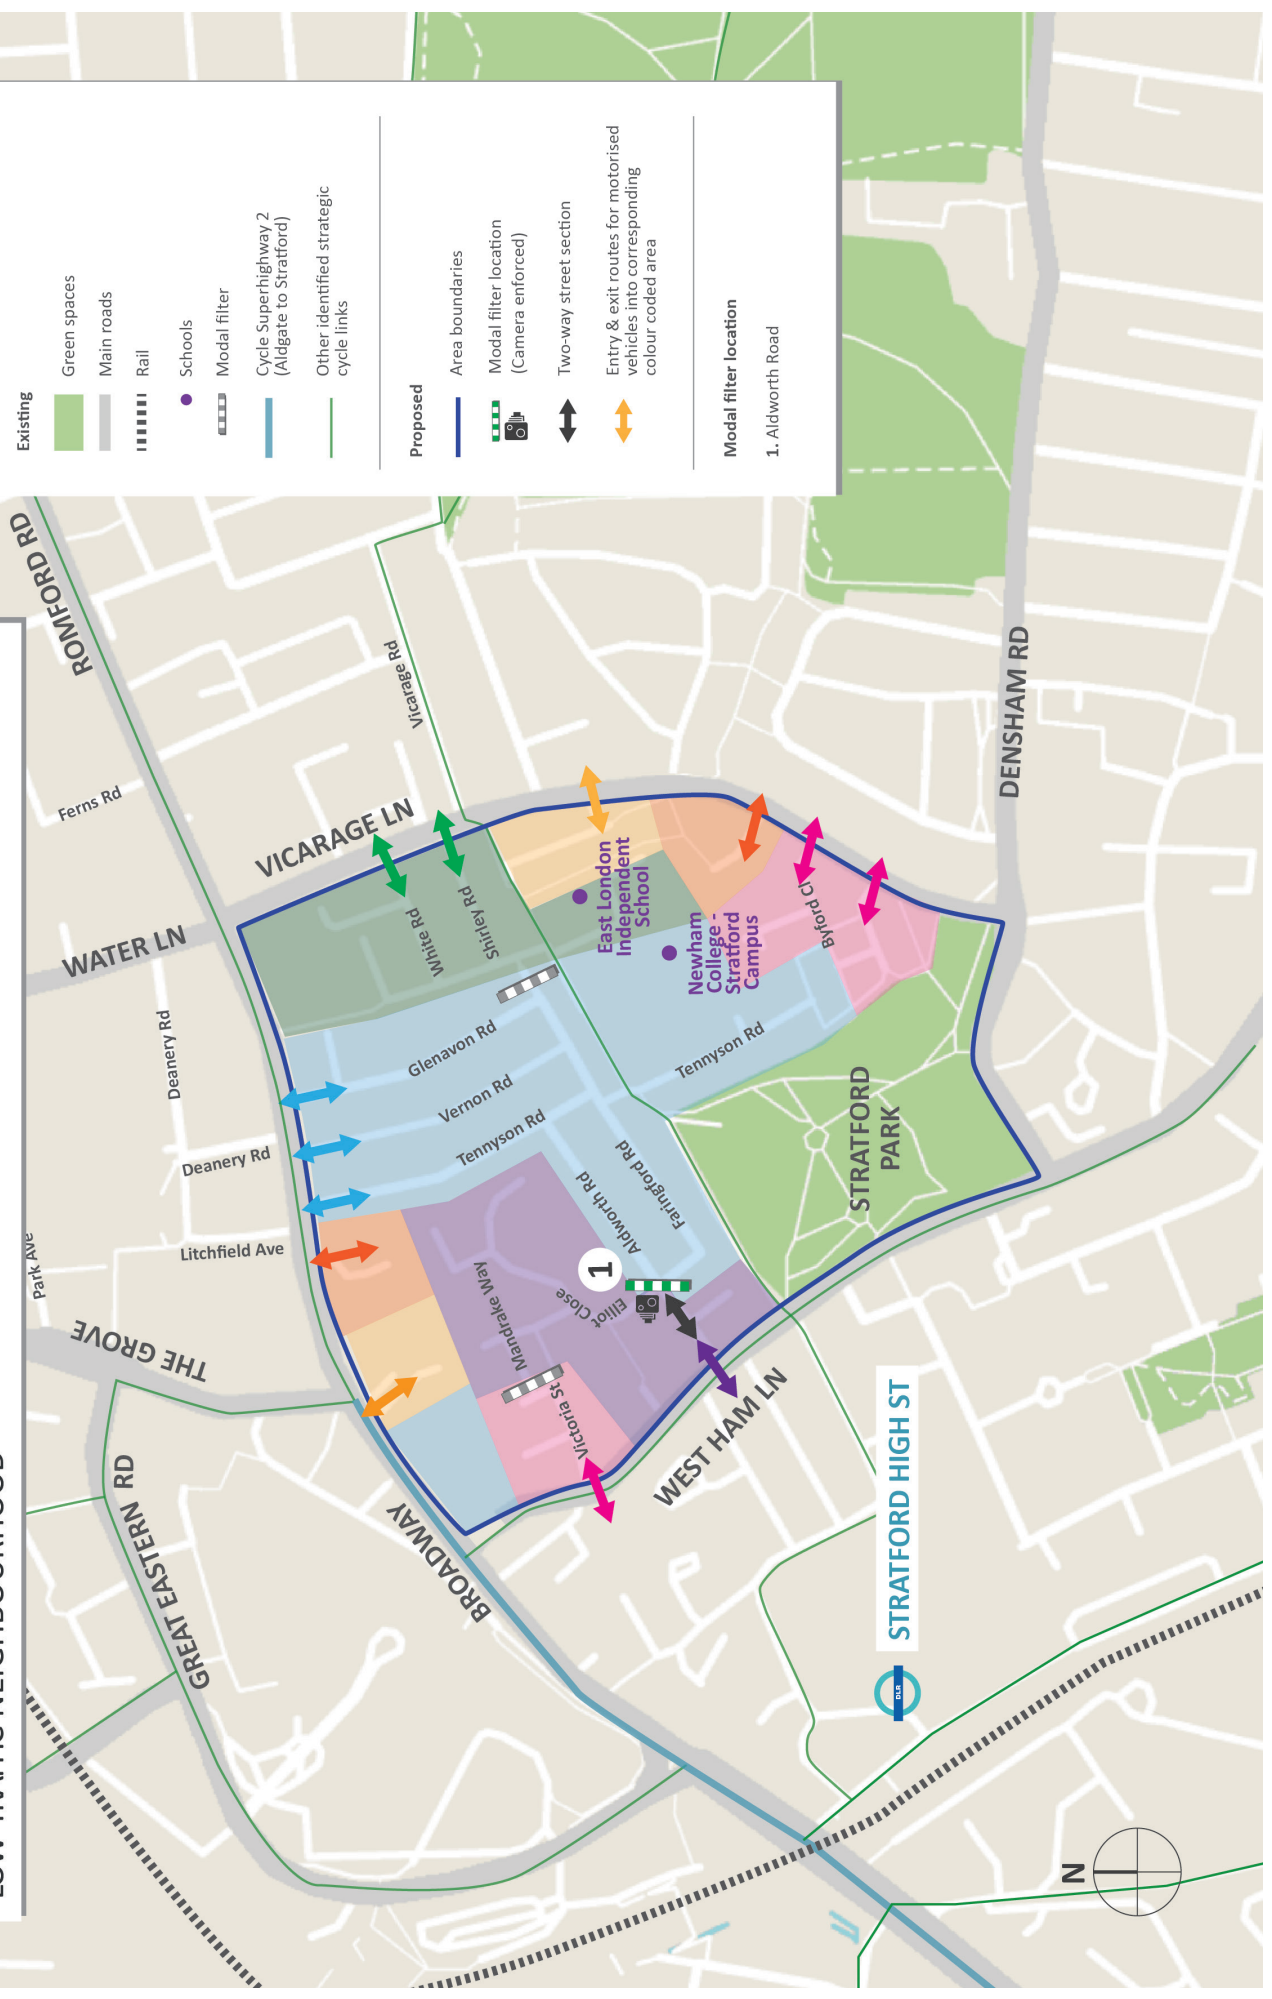 Existing
Green spaces
Main roads
Rail
Schools
Modal filter
Cycle Superhighway 2
(Aldgate to Stratford)
Other identified strategic
cycle links
Proposed
Area boundaries
Modal filter location
(Camera enforced)
Two-way street section
Entry & exit routes for motorised
vehicles into corresponding
colour coded area
Modal filter location
1. Aldworth Road
ROMFORD RD
Ferns Rd
Vicarage Rd
VICARAGE LN
WATER LN
Deanery Rd
Deanery Rd
Litchfield Ave
Park Ave
THE GROVE
GREAT EASTERN RD
BROADWAY
White Rd
Shirley Rd
Glenavon Rd
Vernon Rd
Tennyson Rd
Tennyson Rd
Aldworth Rd
Faringford Rd
Elliot Close
Mandrake Way
Victoria St
1
East London
Independent
School
Newham
College -
Stratford
Campus
Byford Cl
STRATFORD
PARK
DENSHAM RD
WEST HAM LN
STRATFORD HIGH ST
DLR
N